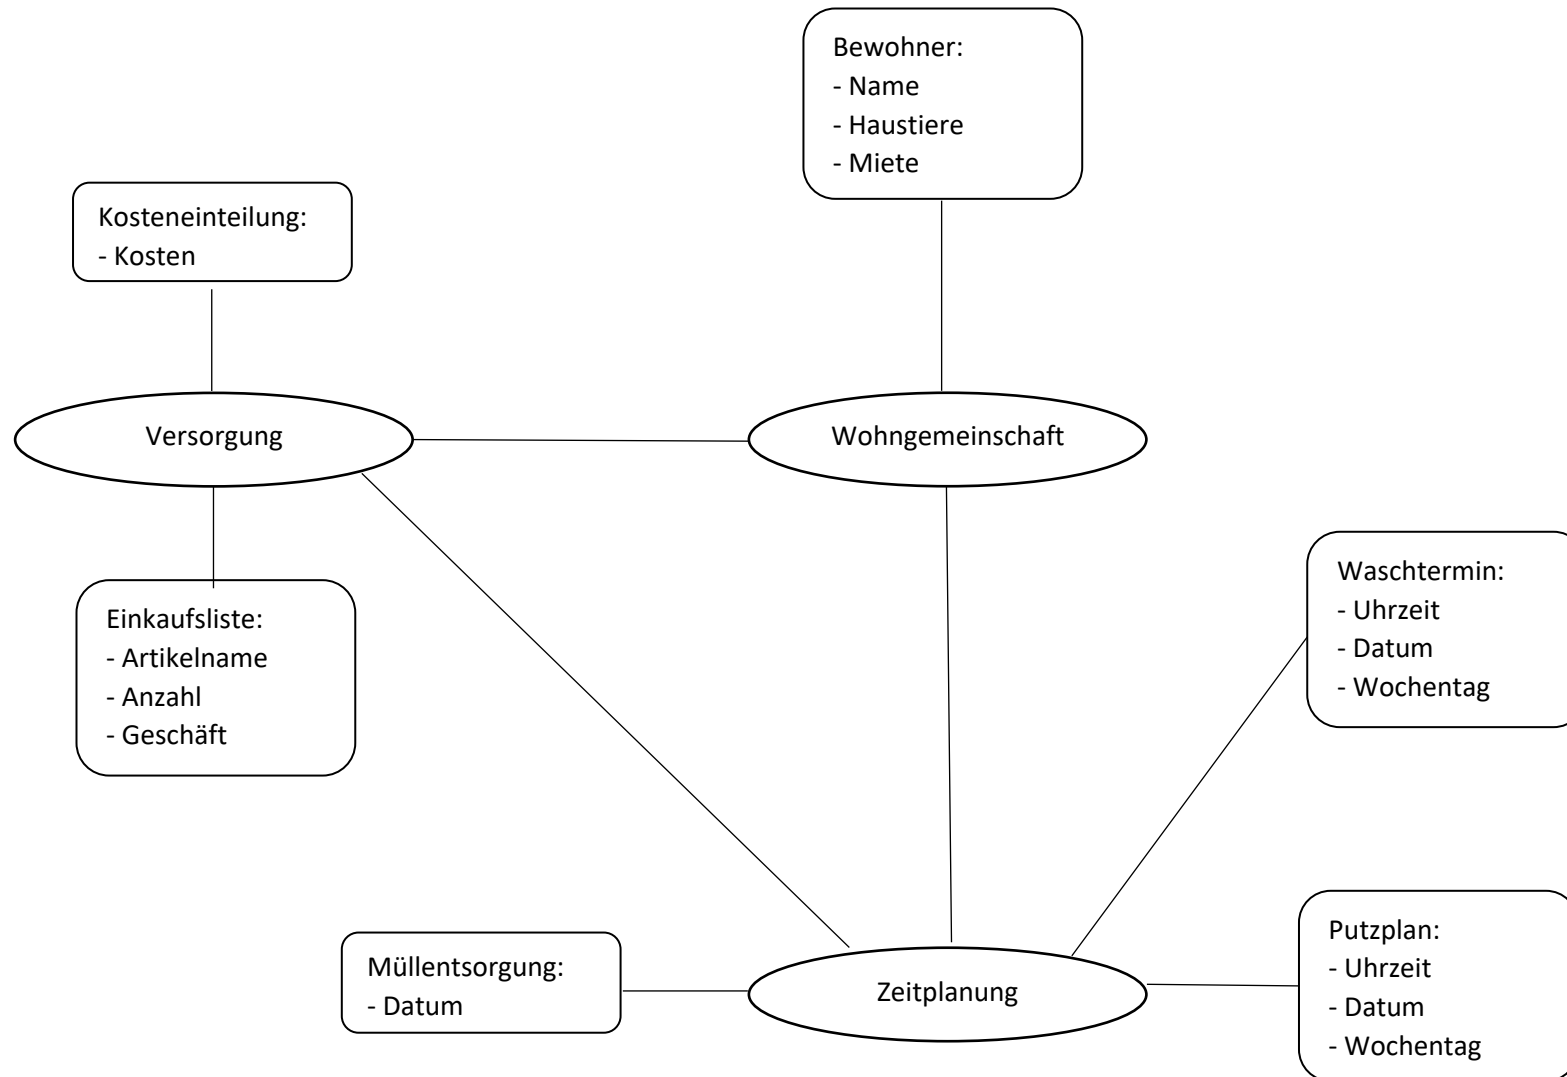 Bewohner:
- Name
- Haustiere
- Miete
Kosteneinteilung:
- Kosten
Versorgung
Wohngemeinschaft
Einkaufsliste:
- Artikelname
- Anzahl
- Geschäft
Waschtermin:
- Uhrzeit
- Datum
- Wochentag
Müllentsorgung:
- Datum
Zeitplanung
Putzplan:
- Uhrzeit
- Datum
- Wochentag